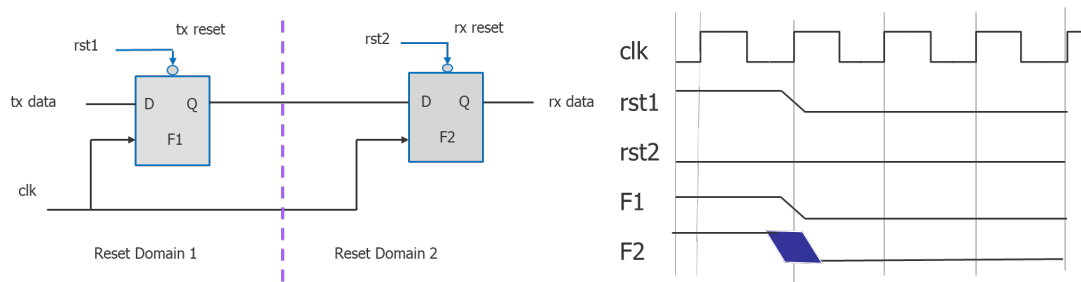 tx reset
rst1
rst2
rx reset
tx data
D
Q
F1
D
Q
F2
rx data
clk
Reset Domain 1
Reset Domain 2
clk
rst1
rst2
F1
F2